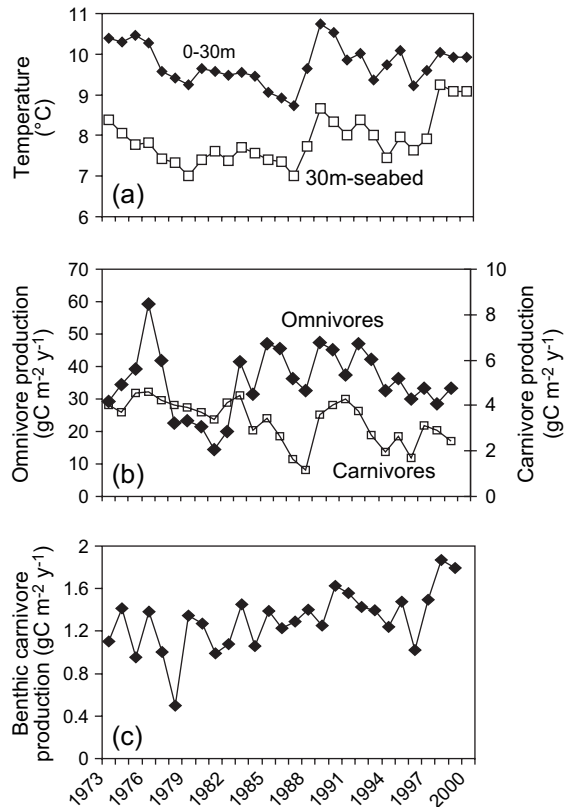 11
10
9
8
7
6
Temperature
(°C)
0-30m
30m-seabed
(a)
70
60
50
40
30
20
10
0
Omnivore production
(gC m-2 y-1)
Omnivores
Carnivores
(b)
10
8
6
4
2
0
Carnivore production
(gC m-2 y-1)
2
1.6
1.2
0.8
0.4
0
Benthic carnivore
production (gC m-2 y-1)
(c)
1973
1976
1979
1982
1985
1988
1991
1994
1997
2000